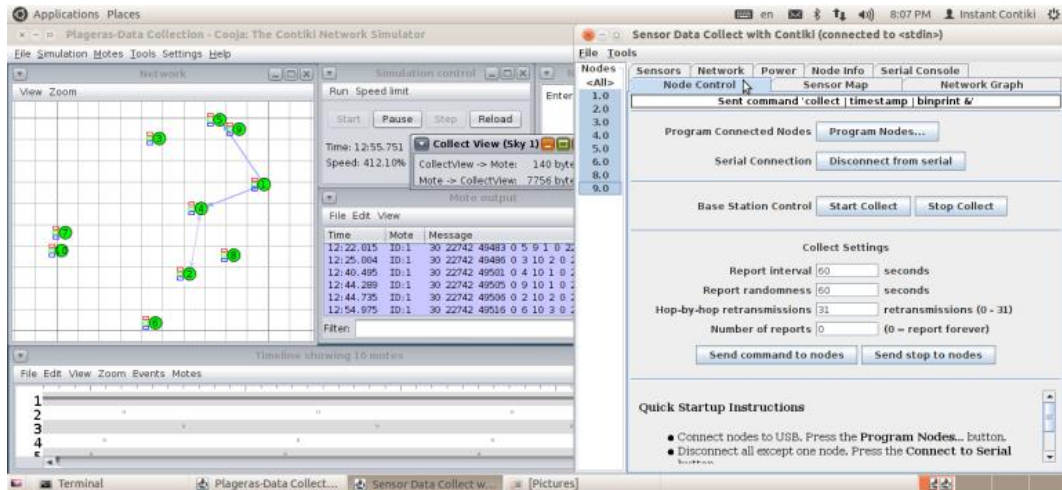 Applications Places
en
8:07 PM
Instant Contiki
Plageras-Data Collection - Cooja: The Contiki Network Simulator
File Simulation Motes Tools Settings Help
Network
View Zoom
5
9
3
1
4
7
10
8
2
6
Simulation control
Run Speed limit
Start Pause Step Reload
Time: 12:55.751
Speed: 412.10%
N
Enter
Collect View (Sky 1)
CollectView -> Mote: 140 byte
Mote -> CollectView: 7756 byte
Mote output
File Edit View
Time Mote Message
12:22.015 ID:1 30 22742 49483 0 5 9 1 0 22
12:25.004 ID:1 30 22742 49486 0 3 10 2 0 2
12:40.495 ID:1 30 22742 49501 0 4 10 1 0 2
12:44.289 ID:1 30 22742 49505 0 9 10 1 0 2
12:44.735 ID:1 30 22742 49506 0 2 10 2 0 2
12:54.975 ID:1 30 22742 49516 0 6 10 3 0 2
Filter:
Timeline showing 10 motes
File Edit View Zoom Events Motes
1
2
3
4
Sensor Data Collect with Contiki (connected to <stdin>)
File Tools
Nodes
<All>
1.0
2.0
3.0
4.0
5.0
6.0
8.0
9.0
Sensors Network Power Node Info Serial Console
Node Control Sensor Map Network Graph
Sent command 'collect | timestamp | binprint &'
Program Connected Nodes Program Nodes...
Serial Connection Disconnect from serial
Base Station Control Start Collect Stop Collect
Collect Settings
Report interval 60 seconds
Report randomness 60 seconds
Hop-by-hop retransmissions 31 retransmissions (0 - 31)
Number of reports 0 (0 = report forever)
Send command to nodes Send stop to nodes
Quick Startup Instructions
• Connect nodes to USB. Press the Program Nodes... button.
• Disconnect all except one node. Press the Connect to Serial
Terminal
Plageras-Data Collect...
Sensor Data Collect w...
[Pictures]